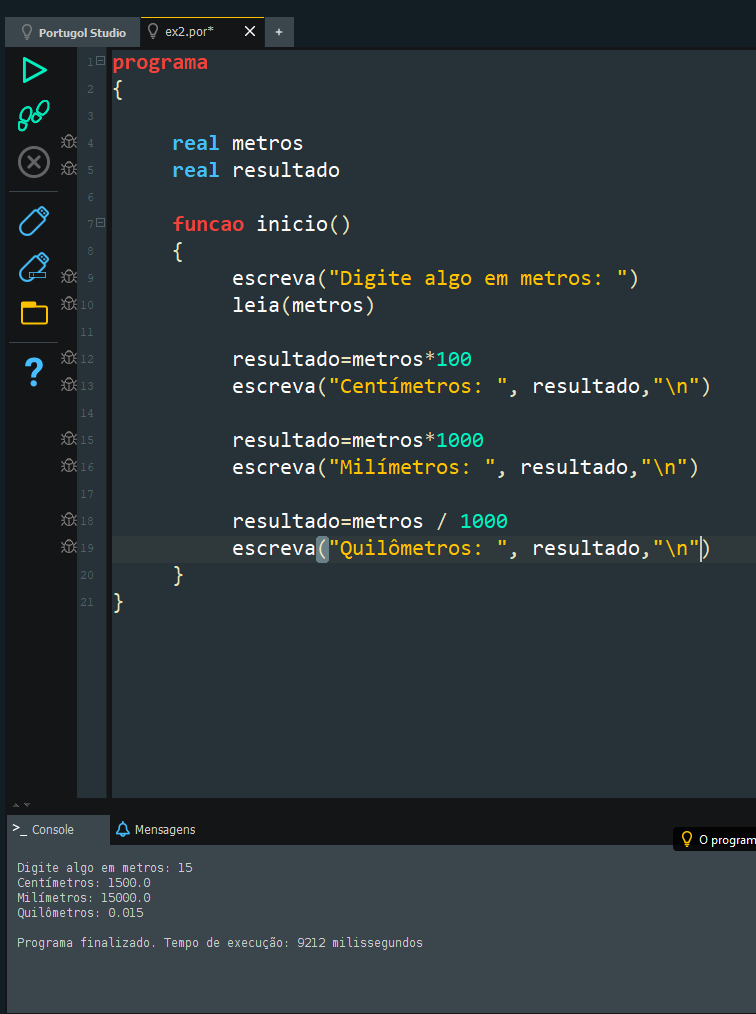 Portugol Studio
ex2.por*
+
1 programa
2 {
3
4 real metros
5 real resultado
6
7 funcao inicio()
8 {
9 escreva("Digite algo em metros: ")
10 leia(metros)
11
12 resultado=metros*100
13 escreva("Centímetros: ", resultado,"\n")
14
15 resultado=metros*1000
16 escreva("Milímetros: ", resultado,"\n")
17
18 resultado=metros / 1000
19 escreva("Quilômetros: ", resultado,"\n")
20 }
21 }
?
>_ Console
Mensagens
O program
Digite algo em metros: 15
Centímetros: 1500.0
Milímetros: 15000.0
Quilômetros: 0.015
Programa finalizado. Tempo de execução: 9212 milissegundos